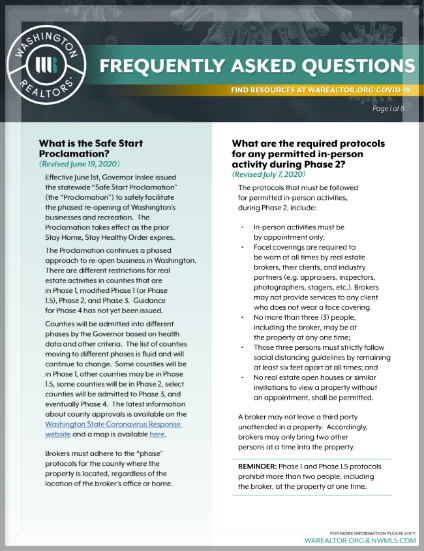 WASHINGTON
REALTORS®
FREQUENTLY ASKED QUESTIONS
FIND RESOURCES AT WAREALTOR.ORG/COVID-19
Page 1 of 8
What is the Safe Start
Proclamation?
(Revised June 19, 2020)
Effective June 1st, Governor Inslee issued
the statewide “Safe Start Proclamation”
(the “Proclamation”) to safely facilitate
the phased re-opening of Washington's
businesses and recreation. The
Proclamation takes effect as the prior
Stay Home, Stay Healthy Order expires.
The Proclamation continues a phased
approach to re-open business in Washington.
There are different restrictions for real
estate activities in counties that are
in Phase 1, modified Phase 1 (or Phase
1.5), Phase 2, and Phase 3. Guidance
for Phase 4 has not yet been issued.
Counties will be admitted into different
phases by the Governor based on health
data and other criteria. The list of counties
moving to different phases is fluid and will
continue to change. Some counties will be
in Phase 1, other counties may be in Phase
1.5, some counties will be in Phase 2, select
counties will be admitted to Phase 3, and
eventually Phase 4. The latest information
about county approvals is available on the
Washington State Coronavirus Response
website and a map is available here.
Brokers must adhere to the “phase”
protocols for the county where the
property is located, regardless of the
location of the broker's office or home.
What are the required protocols
for any permitted in-person
activity during Phase 2?
(Revised July 7, 2020)
The protocols that must be followed
for permitted in-person activities,
during Phase 2, include:
• In-person activities must be
by appointment only;
• Face coverings are required to
be worn at all times by real estate
brokers, their clients, and industry
partners (e.g. appraisers, inspectors,
photographers, stagers, etc.). Brokers
may not provide services to any client
who does not wear a face covering.
• No more than three (3) people,
including the broker, may be at
the property at any one time;
• Those three persons must strictly follow
social distancing guidelines by remaining
at least six feet apart at all times; and
• No real estate open houses or similar
invitations to view a property without
an appointment, shall be permitted.
A broker may not leave a third party
unattended in a property. Accordingly,
brokers may only bring two other
persons at a time into the property.
REMINDER: Phase 1 and Phase 1.5 protocols
prohibit more than two people, including
the broker, at the property at one time.
FOR MORE INFORMATION PLEASE VISIT:
WAREALTOR.ORG & NWMLS.COM